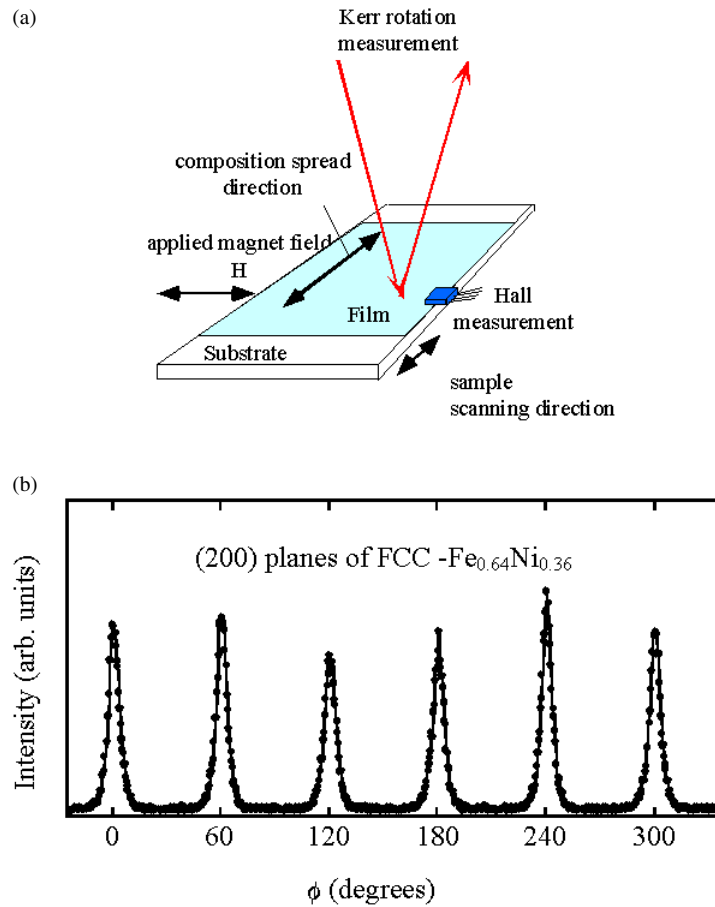 (a)
Kerr rotation
measurement
composition spread
direction
applied magnet field
H
Film
Hall
measurement
Substrate
sample
scanning direction
(b)
(200) planes of FCC -Fe0.64Ni0.36
Intensity (arb. units)
0 60 120 180 240 300
ϕ (degrees)